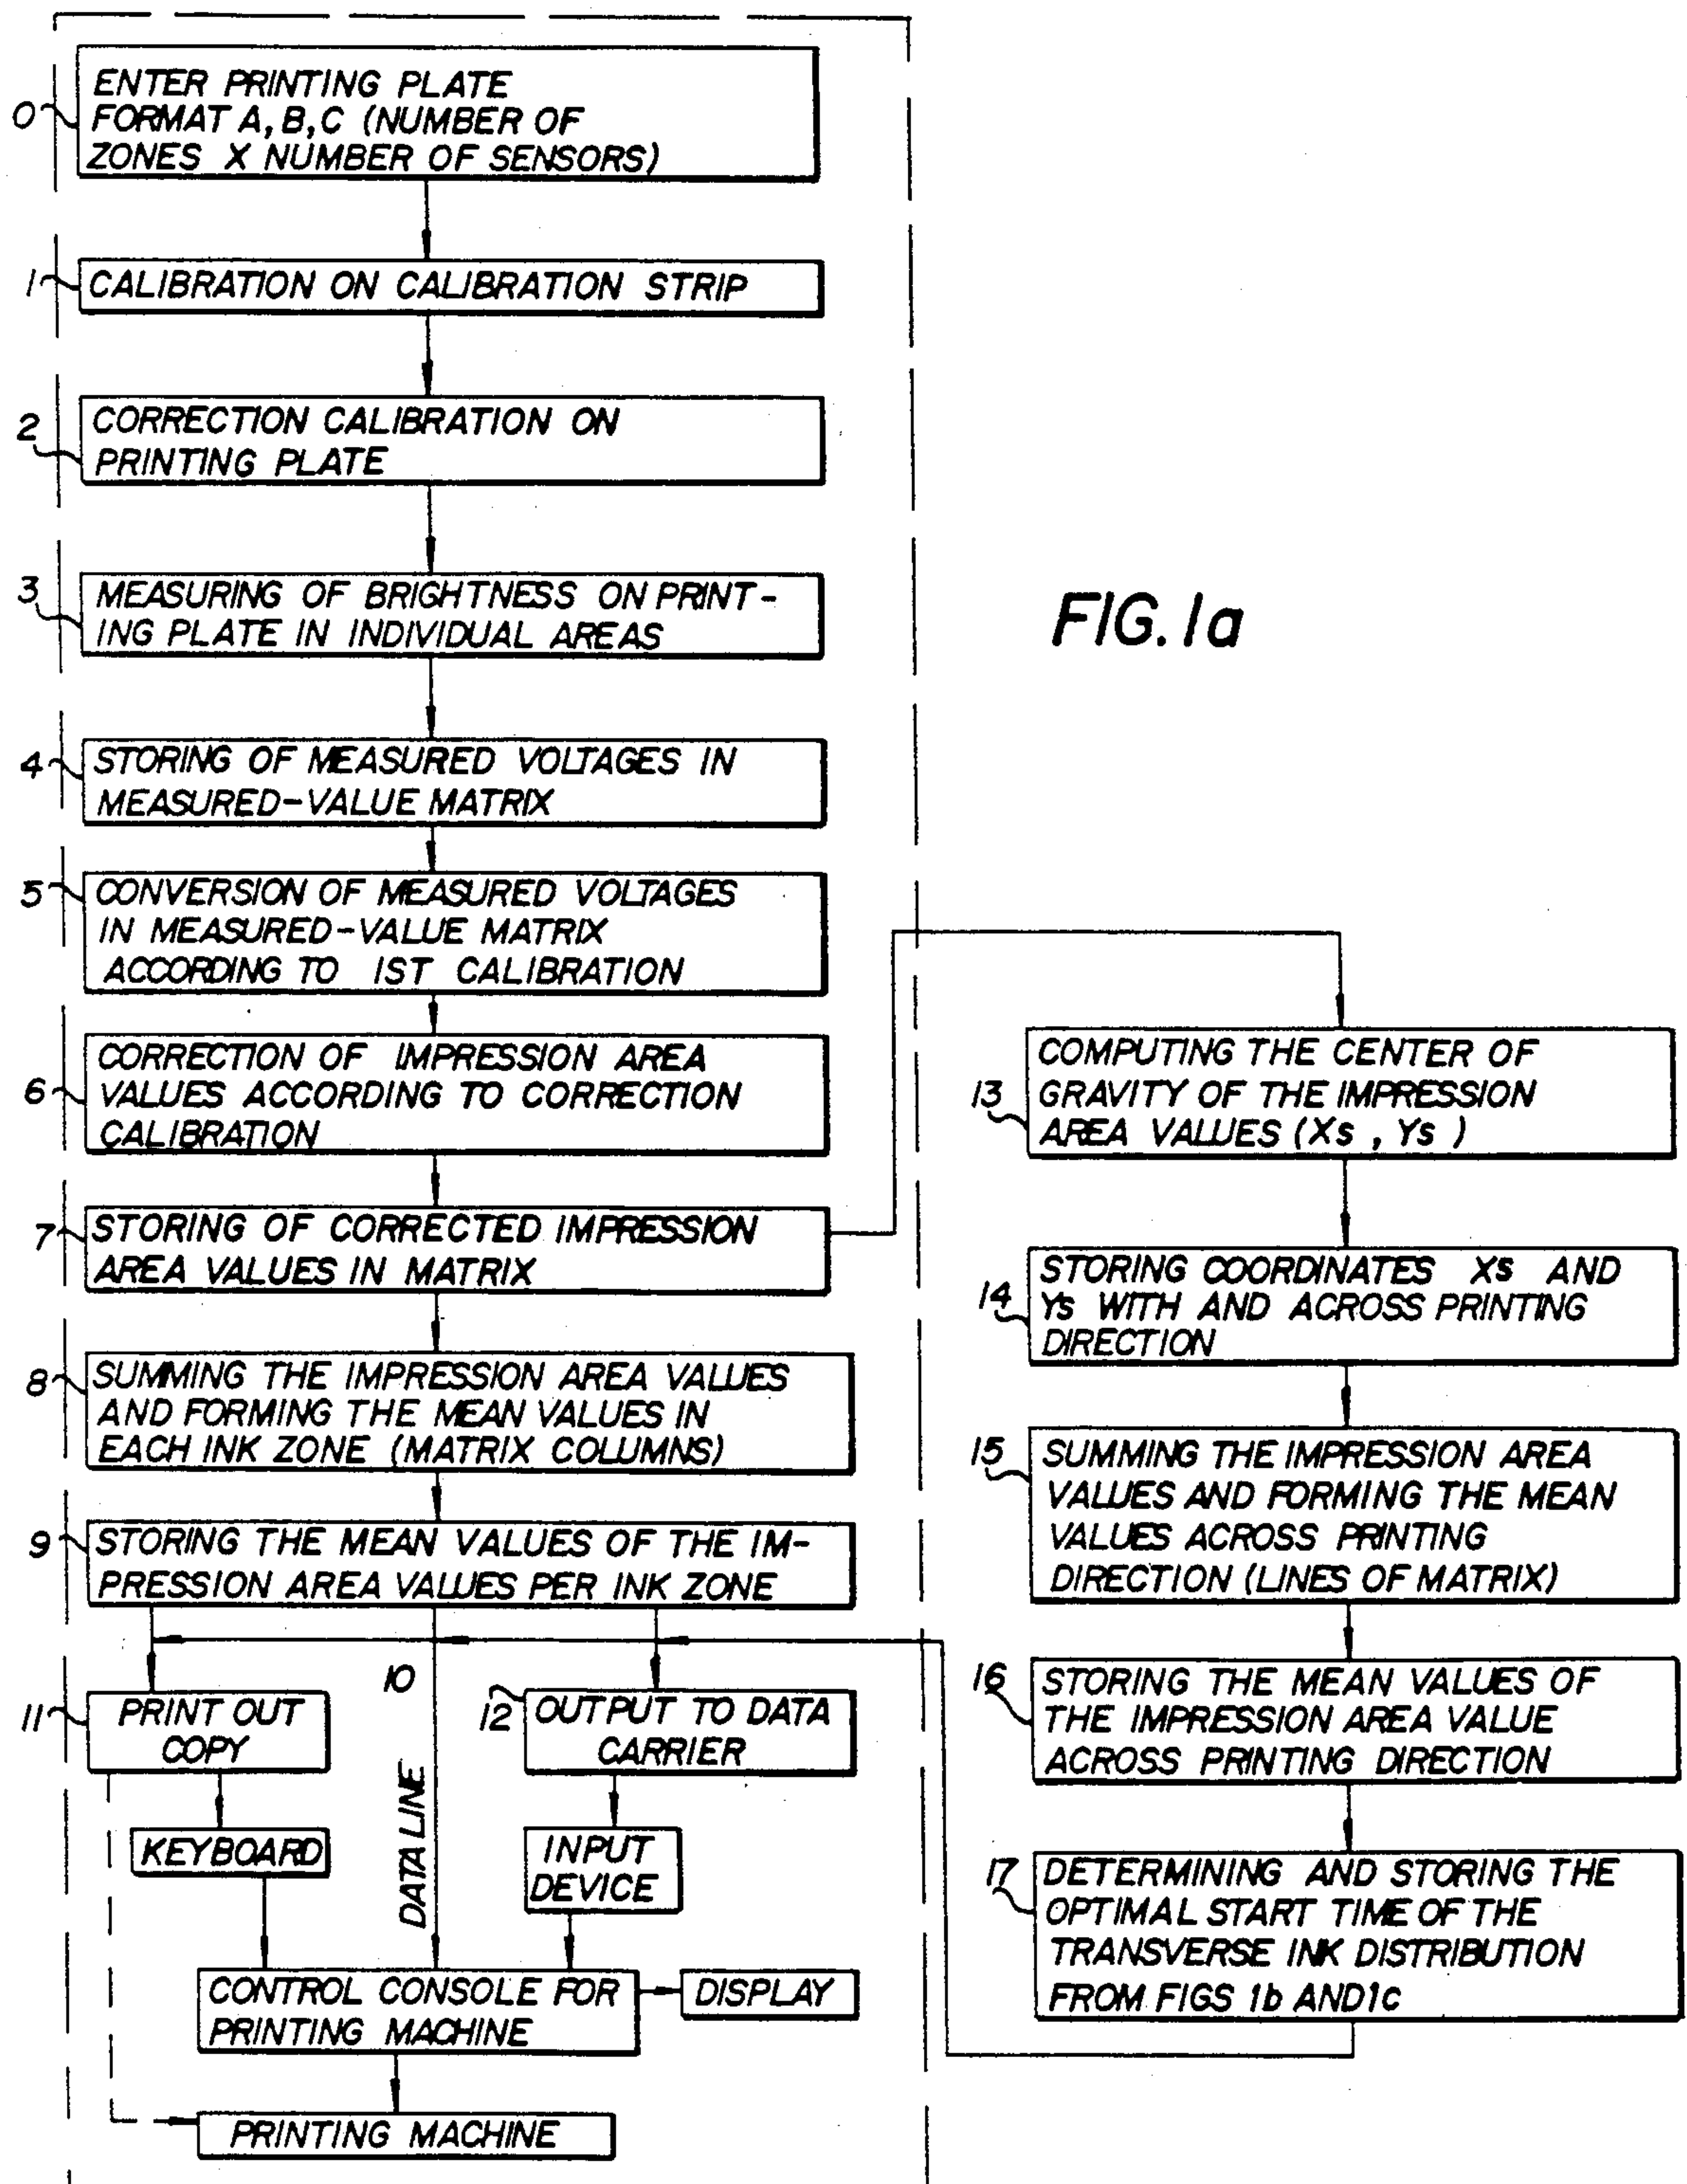 0
ENTER PRINTING PLATE
FORMAT A, B, C (NUMBER OF
ZONES X NUMBER OF SENSORS)
1
CALIBRATION ON CALIBRATION STRIP
2
CORRECTION CALIBRATION ON
PRINTING PLATE
3
MEASURING OF BRIGHTNESS ON PRINT-
ING PLATE IN INDIVIDUAL AREAS
FIG. 1a
4
STORING OF MEASURED VOLTAGES IN
MEASURED-VALUE MATRIX
5
CONVERSION OF MEASURED VOLTAGES
IN MEASURED-VALUE MATRIX
ACCORDING TO 1ST CALIBRATION
6
CORRECTION OF IMPRESSION AREA
VALUES ACCORDING TO CORRECTION
CALIBRATION
7
STORING OF CORRECTED IMPRESSION
AREA VALUES IN MATRIX
8
SUMMING THE IMPRESSION AREA VALUES
AND FORMING THE MEAN VALUES IN
EACH INK ZONE (MATRIX COLUMNS)
9
STORING THE MEAN VALUES OF THE IM-
PRESSION AREA VALUES PER INK ZONE
10
DATA LINE
11
PRINT OUT
COPY
12
OUTPUT TO DATA
CARRIER
KEYBOARD
INPUT
DEVICE
CONTROL CONSOLE FOR
PRINTING MACHINE
DISPLAY
PRINTING MACHINE
13
COMPUTING THE CENTER OF
GRAVITY OF THE IMPRESSION
AREA VALUES (Xs , Ys )
14
STORING COORDINATES Xs AND
Ys WITH AND ACROSS PRINTING
DIRECTION
15
SUMMING THE IMPRESSION AREA
VALUES AND FORMING THE MEAN
VALUES ACROSS PRINTING
DIRECTION (LINES OF MATRIX)
16
STORING THE MEAN VALUES OF
THE IMPRESSION AREA VALUE
ACROSS PRINTING DIRECTION
17
DETERMINING AND STORING THE
OPTIMAL START TIME OF THE
TRANSVERSE INK DISTRIBUTION
FROM FIGS 1b AND 1c